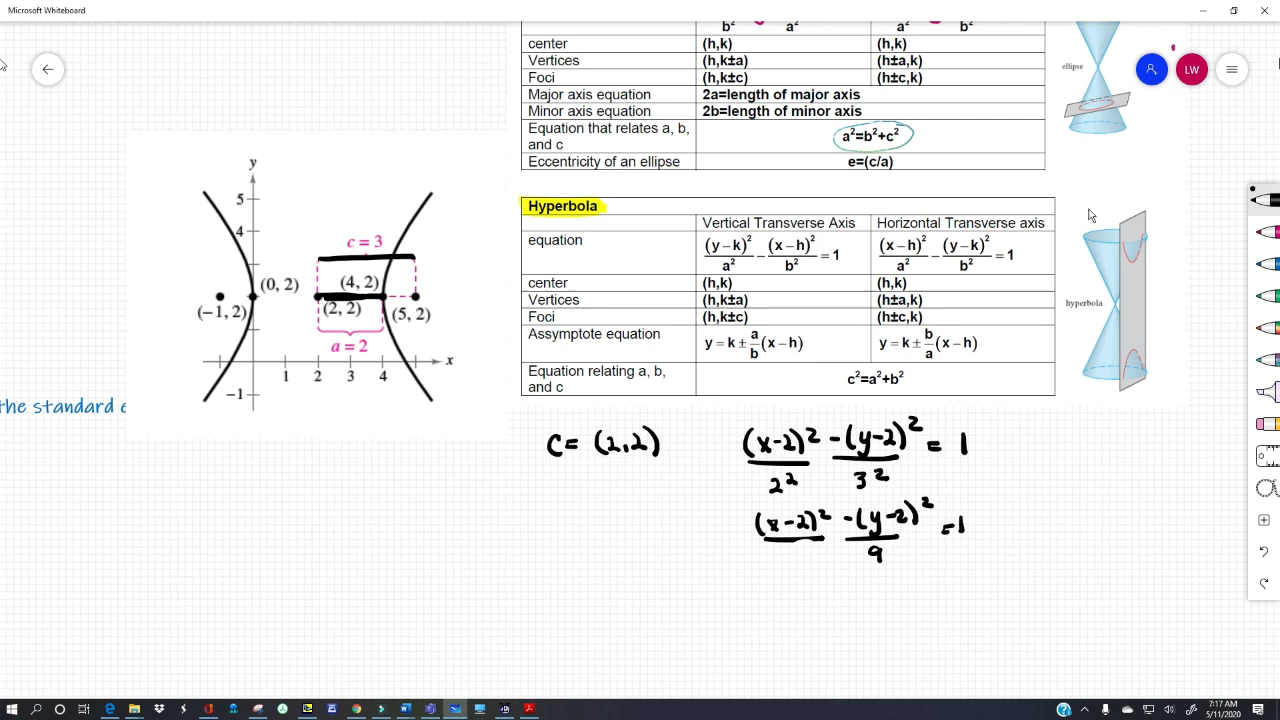 Microsoft Whiteboard
b² a² a² b²
center (h,k) (h,k)
Vertices (h,k±a) (h±a,k)
Foci (h,k±c) (h±c,k)
Major axis equation 2a=length of major axis
Minor axis equation 2b=length of minor axis
Equation that relates a, b,
and c a²=b²+c²
Eccentricity of an ellipse e=(c/a)
ellipse
LW
Hyperbola
Vertical Transverse Axis Horizontal Transverse axis
equation (y−k)²/a² − (x−h)²/b² = 1 (x−h)²/a² − (y−k)²/b² = 1
center (h,k) (h,k)
Vertices (h,k±a) (h±a,k)
Foci (h,k±c) (h±c,k)
Assymptote equation y = k ± a/b (x − h) y = k ± b/a (x − h)
Equation relating a, b,
and c c²=a²+b²
hyperbola
y
5
4
c = 3
(0, 2) (4, 2)
(−1, 2) (2, 2) (5, 2)
a = 2
x
1 2 3 4
−1
the standard e
C = (2,2) (x-2)²/2² - (y-2)²/3² = 1
(x-2)² - (y-2)²/9 = 1
7:17 AM
5/11/2020